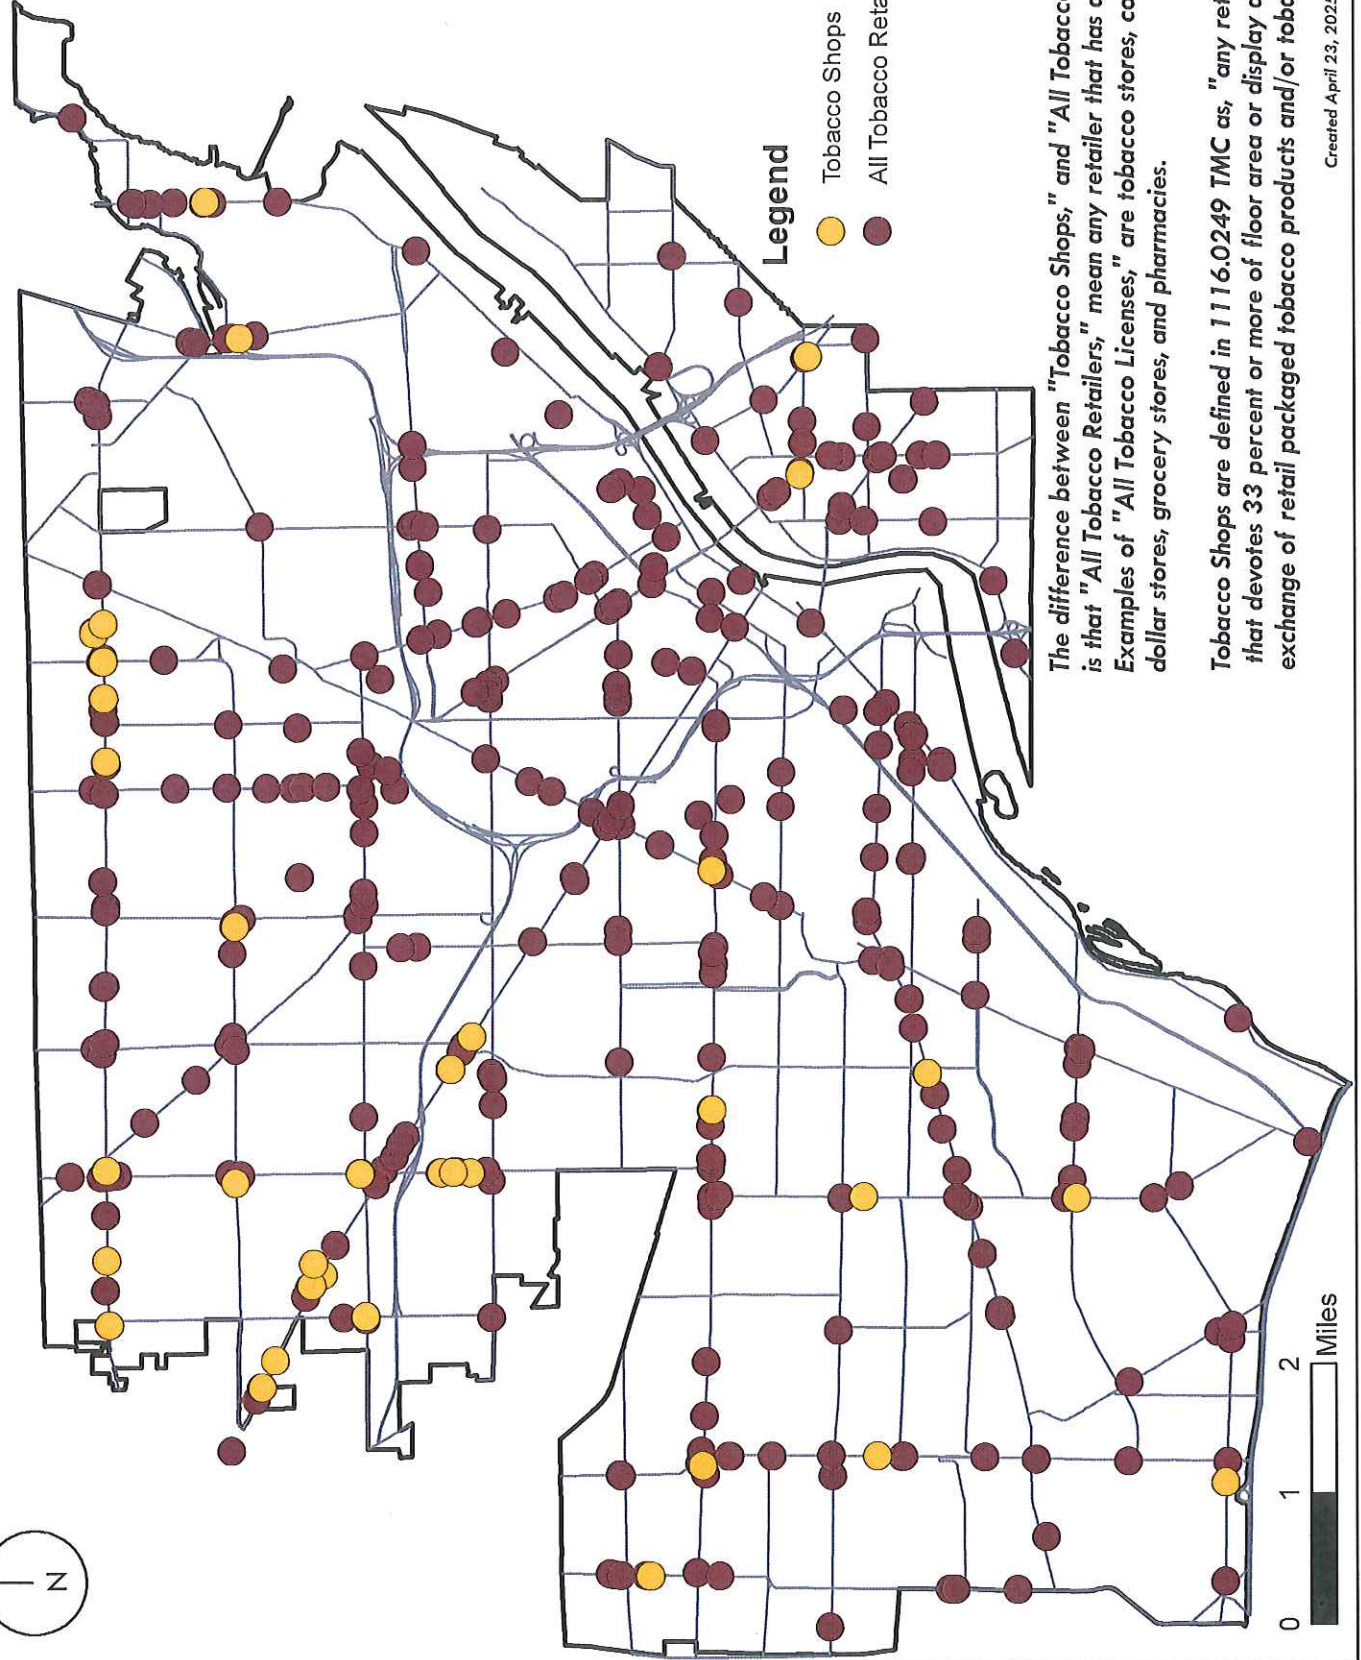 N
Legend
Tobacco Shops
All Tobacco Reta
The difference between "Tobacco Shops," and "All Tobacc
is that "All Tobacco Retailers," mean any retailer that has
Examples of "All Tobacco Licenses," are tobacco stores, co
dollar stores, grocery stores, and pharmacies.
Tobacco Shops are defined in 1116.0249 TMC as, "any ret
that devotes 33 percent or more of floor area or display
exchange of retail packaged tobacco products and/or toba
Created April 23, 2025
0 1 2
Miles